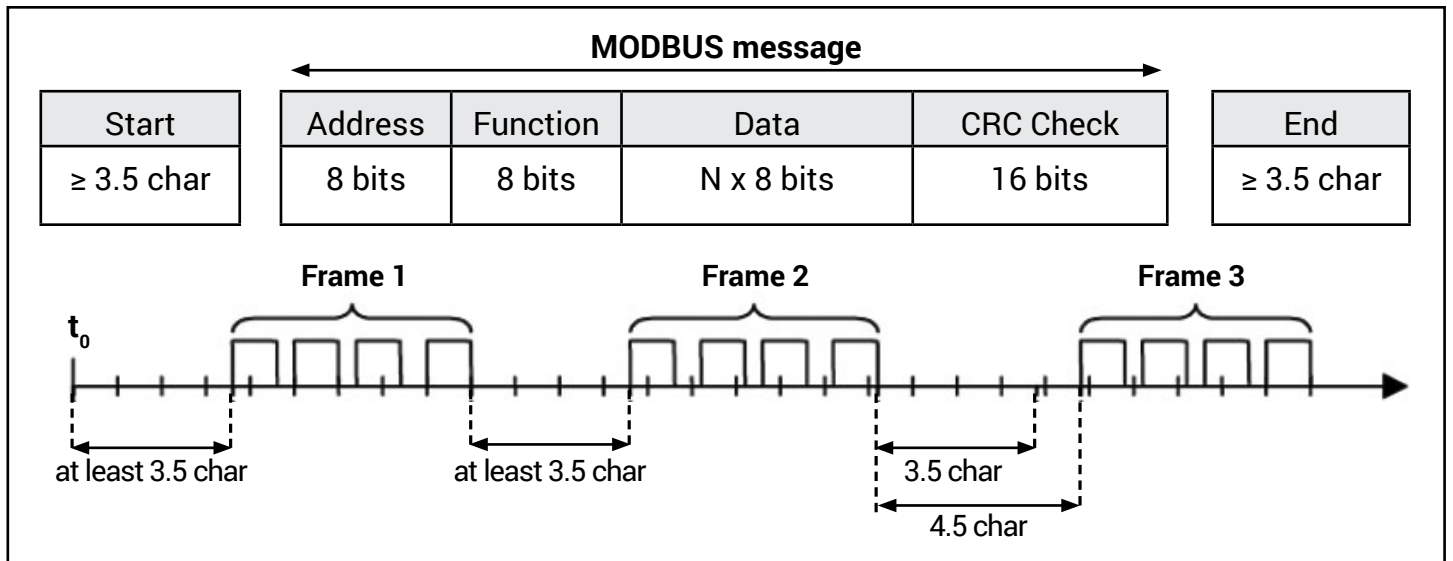 MODBUS message
Start Address Function Data CRC Check End
≥ 3.5 char 8 bits 8 bits N x 8 bits 16 bits ≥ 3.5 char
Frame 1 Frame 2 Frame 3
t0
at least 3.5 char at least 3.5 char 3.5 char
4.5 char